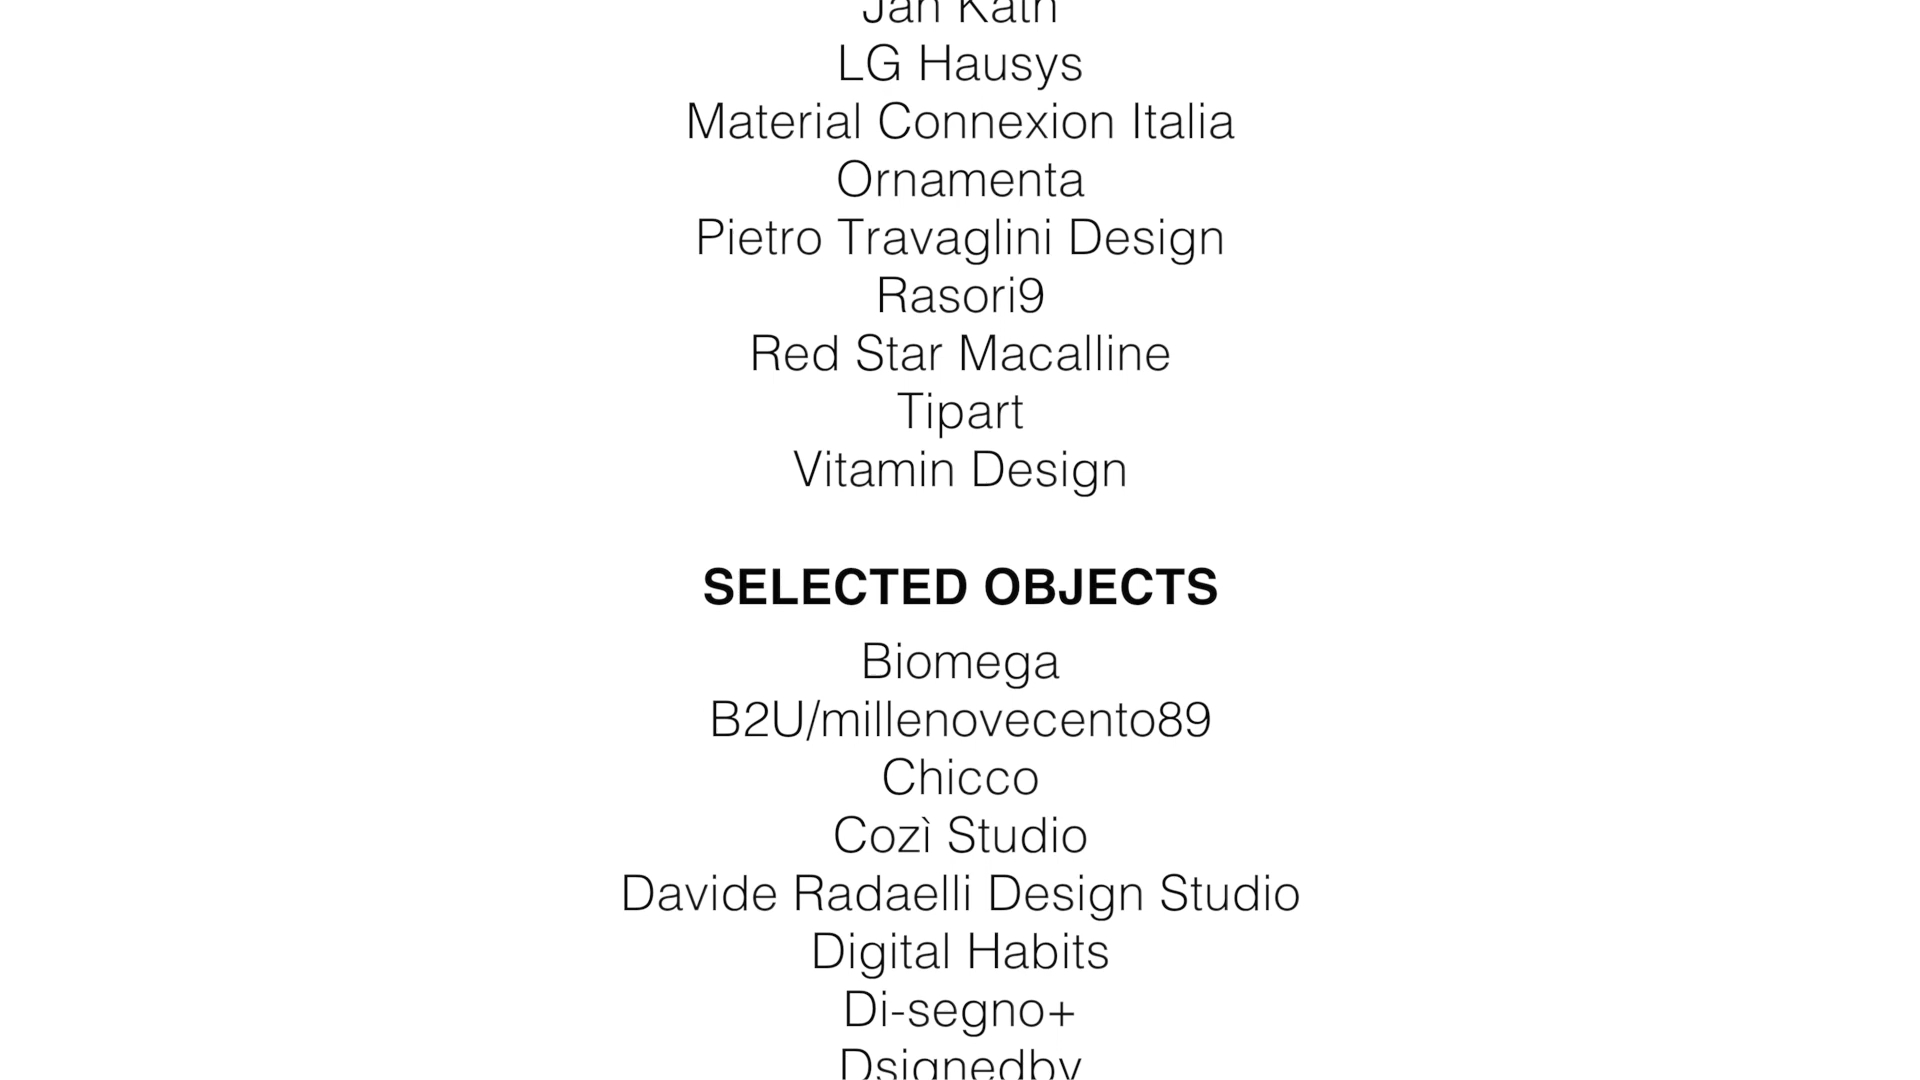 Jan Kath
LG Hausys
Material Connexion Italia
Ornamenta
Pietro Travaglini Design
Rasori9
Red Star Macalline
Tipart
Vitamin Design
SELECTED OBJECTS
Biomega
B2U/millenovecento89
Chicco
Cozì Studio
Davide Radaelli Design Studio
Digital Habits
Di-segno+
Dsignedby